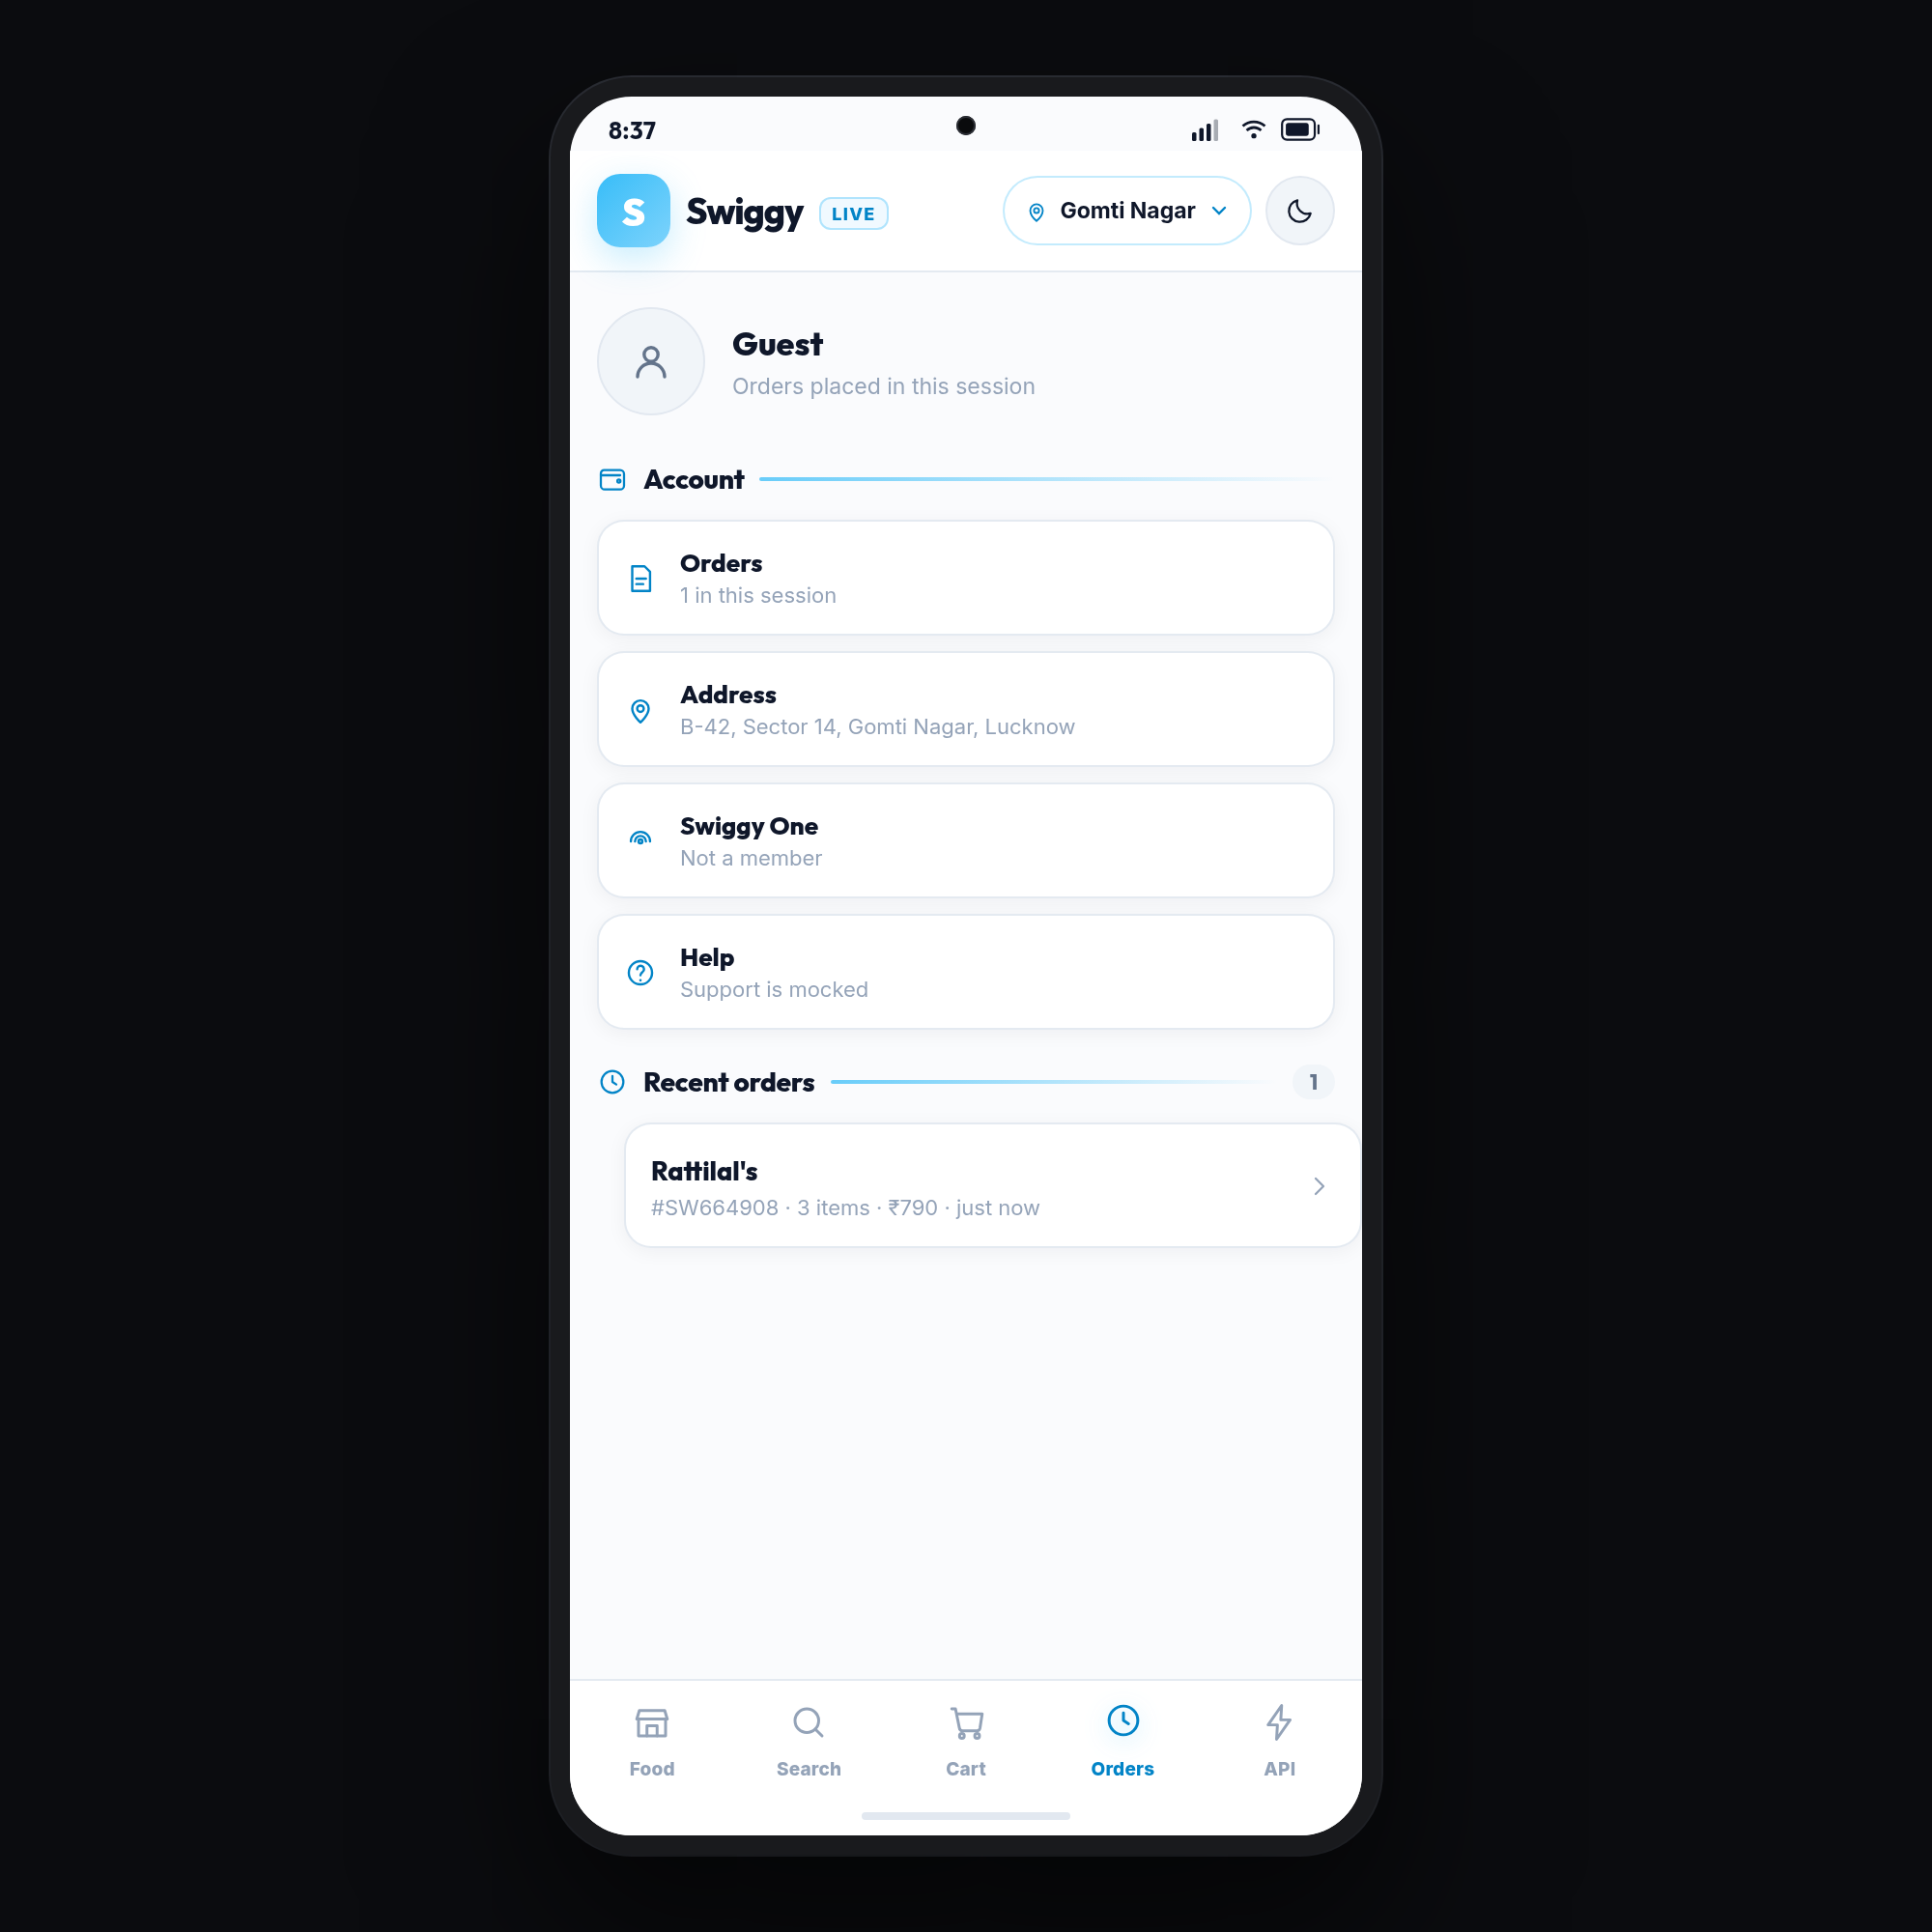 8:37
S Swiggy LIVE Gomti Nagar
Guest
Orders placed in this session
Account
Orders
1 in this session
Address
B-42, Sector 14, Gomti Nagar, Lucknow
Swiggy One
Not a member
Help
Support is mocked
Recent orders 1
Rattilal's
#SW664908 · 3 items · ₹790 · just now
Food Search Cart Orders API